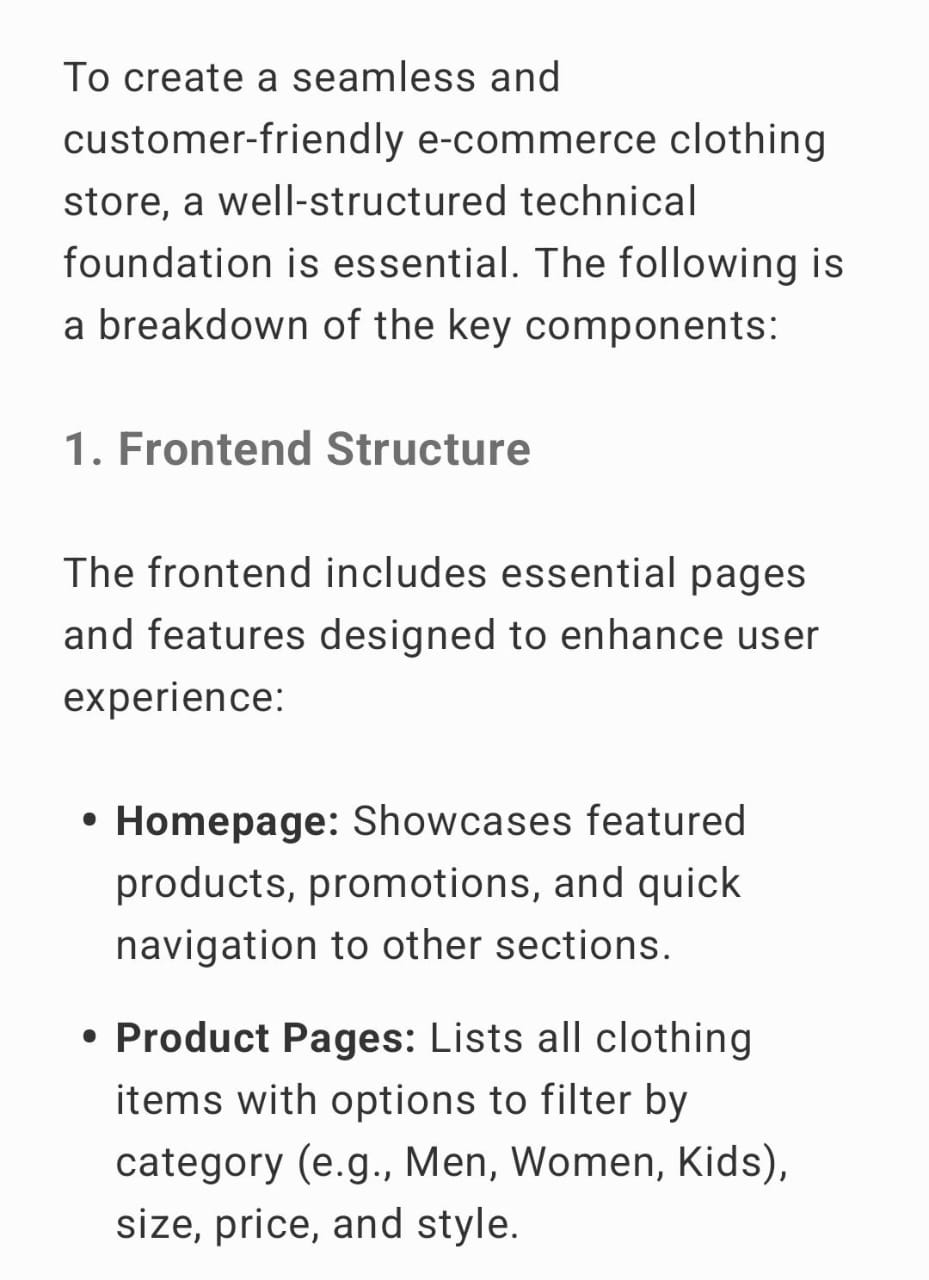 To create a seamless and
customer-friendly e-commerce clothing
store, a well-structured technical
foundation is essential. The following is
a breakdown of the key components:
1. Frontend Structure
The frontend includes essential pages
and features designed to enhance user
experience:
• Homepage: Showcases featured
products, promotions, and quick
navigation to other sections.
• Product Pages: Lists all clothing
items with options to filter by
category (e.g., Men, Women, Kids),
size, price, and style.